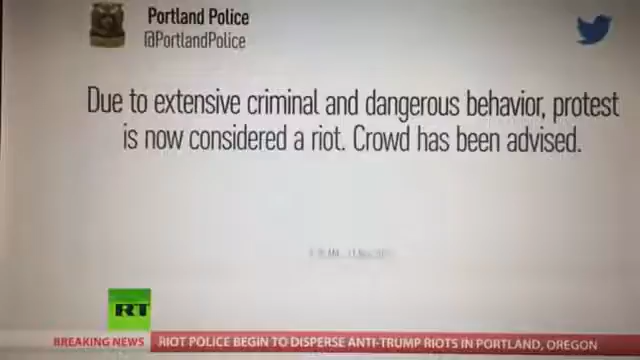 Portland Police
@PortlandPolice
Due to extensive criminal and dangerous behavior, protest
is now considered a riot. Crowd has been advised.
RT
BREAKING NEWS RIOT POLICE BEGIN TO DISPERSE ANTI-TRUMP RIOTS IN PORTLAND, OREGON